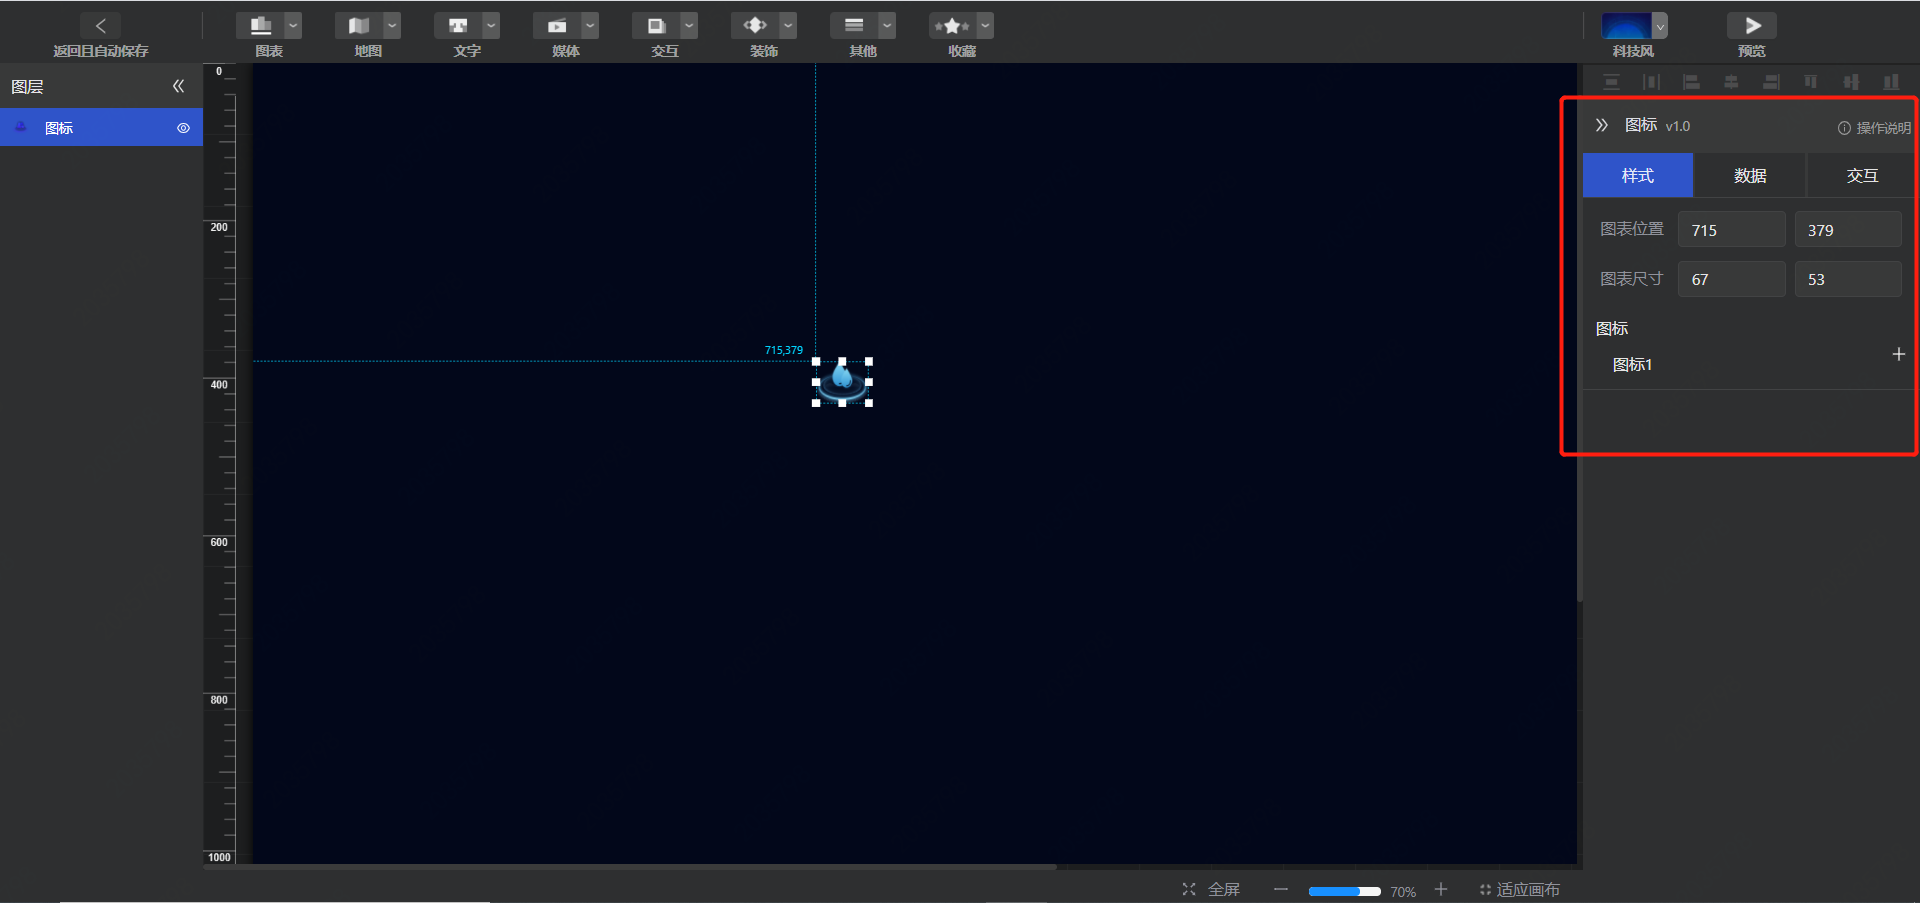 返回且自动保存
图表
地图
文字
媒体
交互
装饰
其他
收藏
科技风
预览
图层
图标
0
200
400
600
800
1000
715,379
图标 v1.0
操作说明
样式
数据
交互
图表位置 715 379
图表尺寸 67 53
图标
图标1
全屏
70%
适应画布